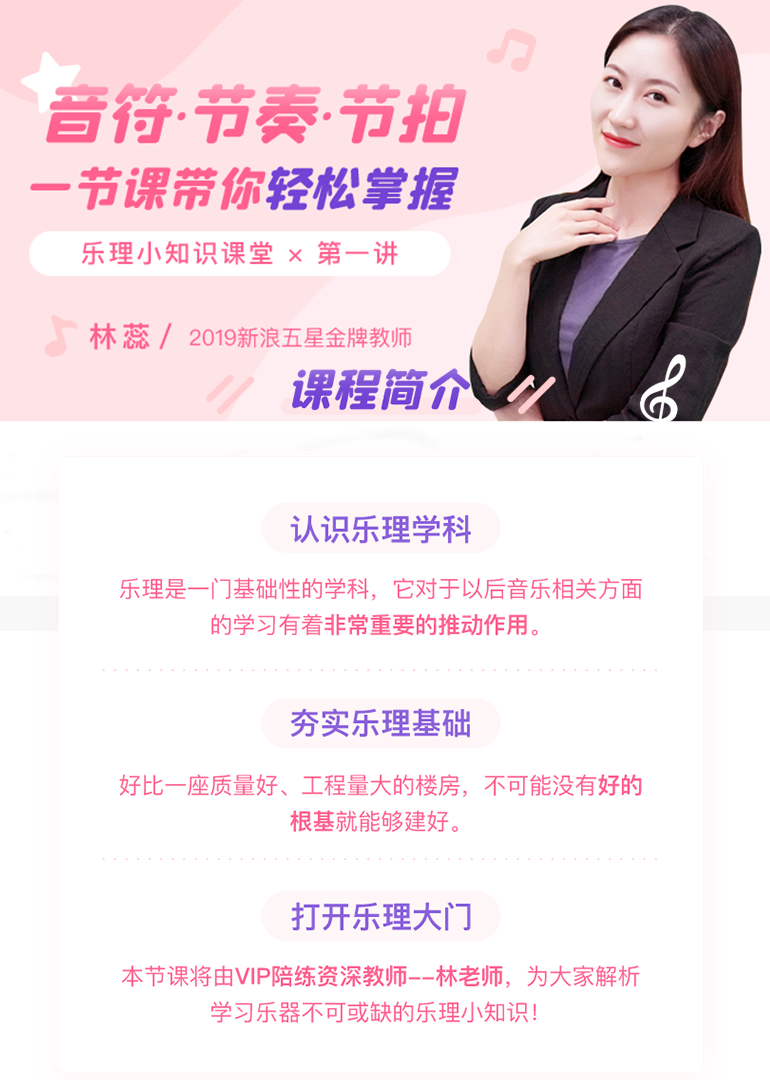 音符·节奏·节拍
一节课带你轻松掌握
乐理小知识课堂 × 第一讲
林蕊 / 2019新浪五星金牌教师
课程简介
认识乐理学科
乐理是一门基础性的学科，它对于以后音乐相关方面
的学习有着非常重要的推动作用。
夯实乐理基础
好比一座质量好、工程量大的楼房，不可能没有好的
根基就能够建好。
打开乐理大门
本节课将由VIP陪练资深教师--林老师，为大家解析
学习乐器不可或缺的乐理小知识！